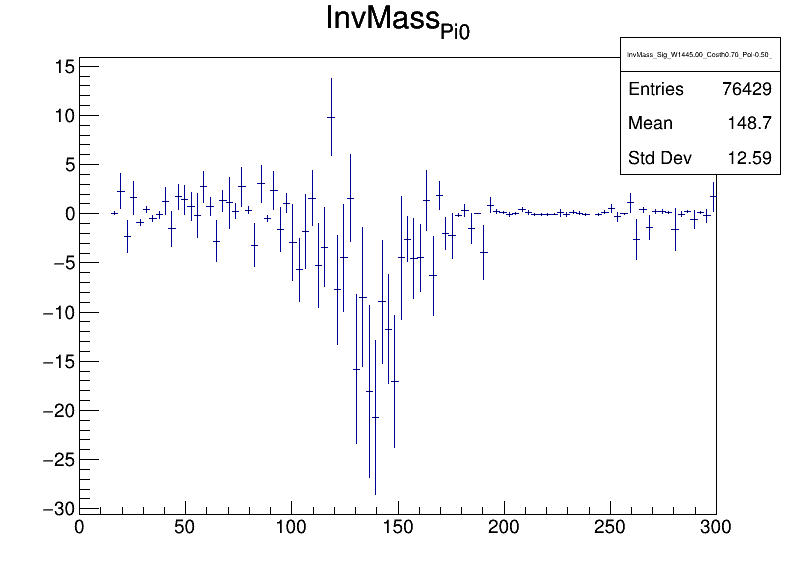 InvMass_Pi0
InvMass_Sig_W1445.00_Costh0.70_Pol-0.50_
Entries 76429
Mean 148.7
Std Dev 12.59
15
10
5
0
−5
−10
−15
−20
−25
−30
0 50 100 150 200 250 300